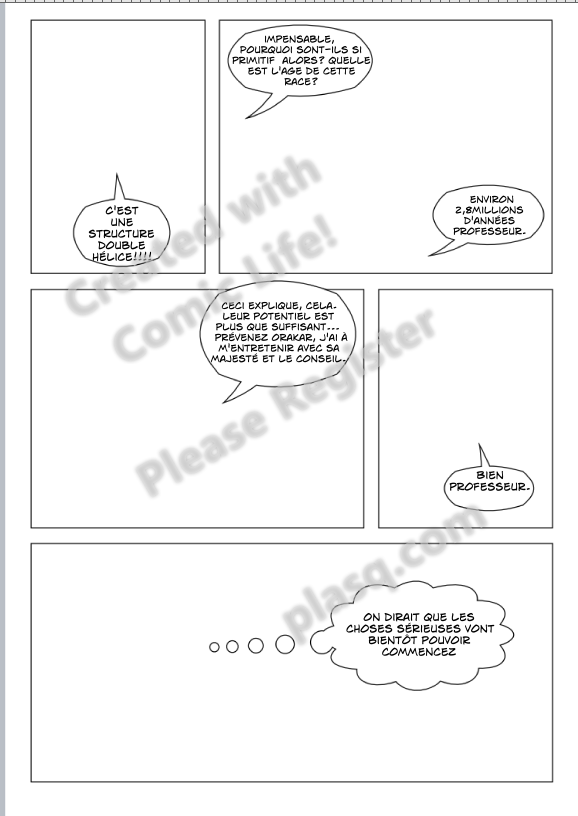 C'EST
UNE
STRUCTURE
DOUBLE
HÉLICE!!!!
IMPENSABLE,
POURQUOI SONT-ILS SI
PRIMITIF ALORS? QUELLE
EST L'AGE DE CETTE
RACE?
ENVIRON
2,8MILLIONS
D'ANNÉES
PROFESSEUR.
CECI EXPLIQUE, CELA.
LEUR POTENTIEL EST
PLUS QUE SUFFISANT...
PRÉVENEZ ORAKAR, J'AI À
M'ENTRETENIR AVEC SA
MAJESTÉ ET LE CONSEIL.
BIEN
PROFESSEUR.
ON DIRAIT QUE LES
CHOSES SÉRIEUSES VONT
BIENTÔT POUVOIR
COMMENCEZ
Created with
Comic Life!
Please Register
plasq.com